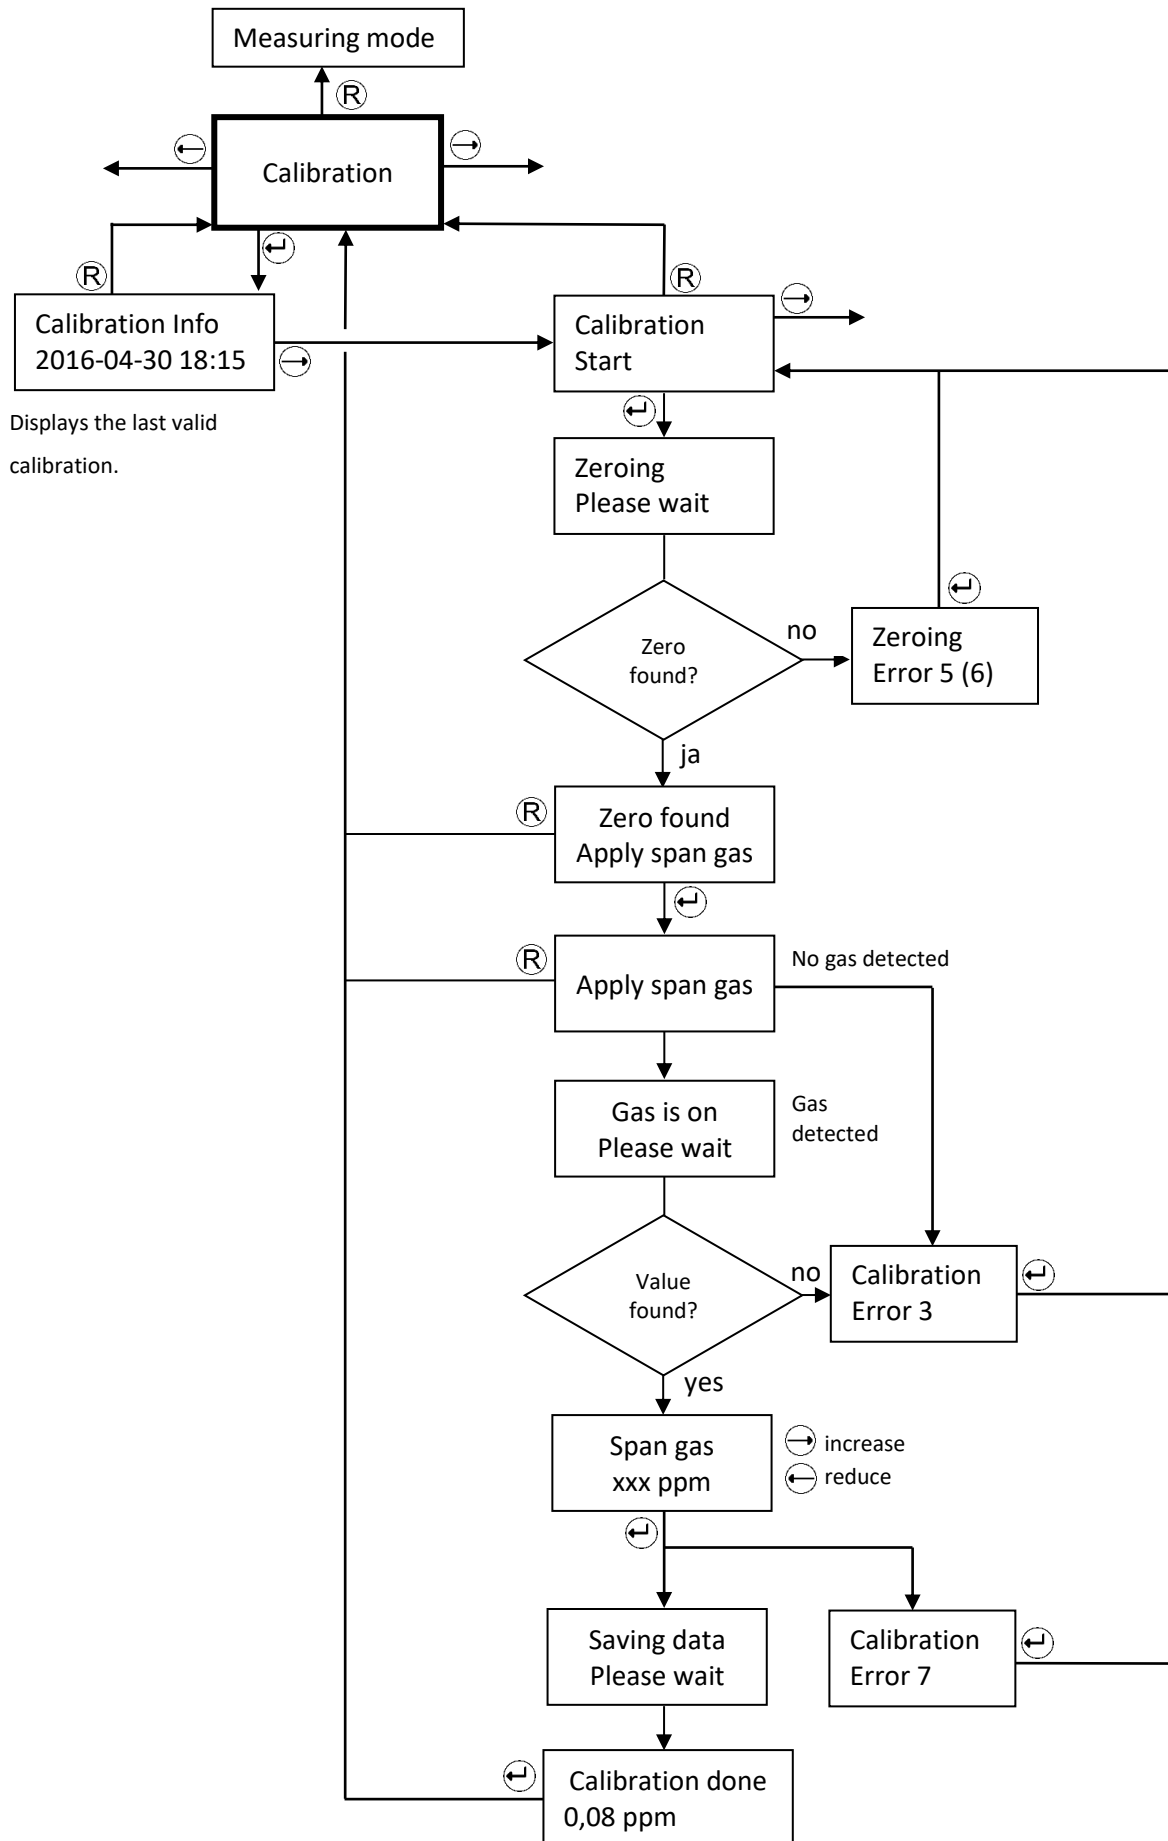 Measuring mode
R
Calibration
R
R
Calibration Info
2016-04-30 18:15
Calibration
Start
Displays the last valid
calibration.
Zeroing
Please wait
Zero
found?
no
Zeroing
Error 5 (6)
ja
R
Zero found
Apply span gas
R
Apply span gas
No gas detected
Gas is on
Please wait
Gas
detected
Value
found?
no
Calibration
Error 3
yes
Span gas
xxx ppm
increase
reduce
Saving data
Please wait
Calibration
Error 7
Calibration done
0,08 ppm